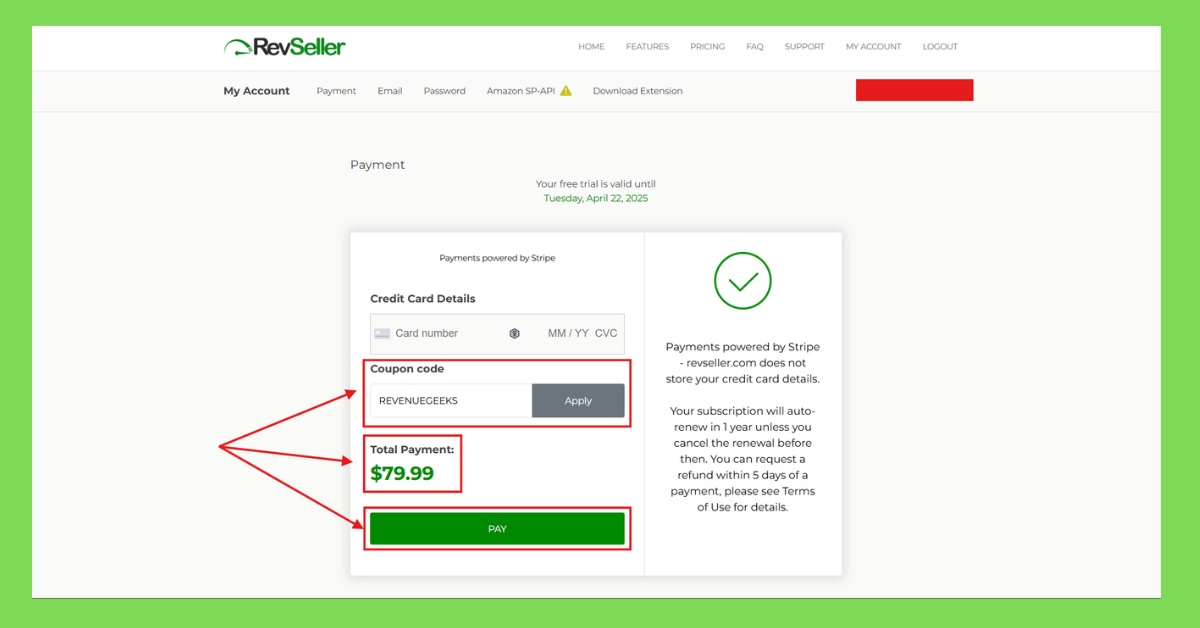 RevSeller
HOME FEATURES PRICING FAQ SUPPORT MY ACCOUNT LOGOUT
My Account Payment Email Password Amazon SP-API Download Extension
Payment
Your free trial is valid until
Tuesday, April 22, 2025
Payments powered by Stripe
Credit Card Details
Card number MM / YY CVC
Coupon code
REVENUEGEEKS Apply
Total Payment:
$79.99
PAY
Payments powered by Stripe
- revseller.com does not
store your credit card details.
Your subscription will auto-
renew in 1 year unless you
cancel the renewal before
then. You can request a
refund within 5 days of a
payment, please see Terms
of Use for details.